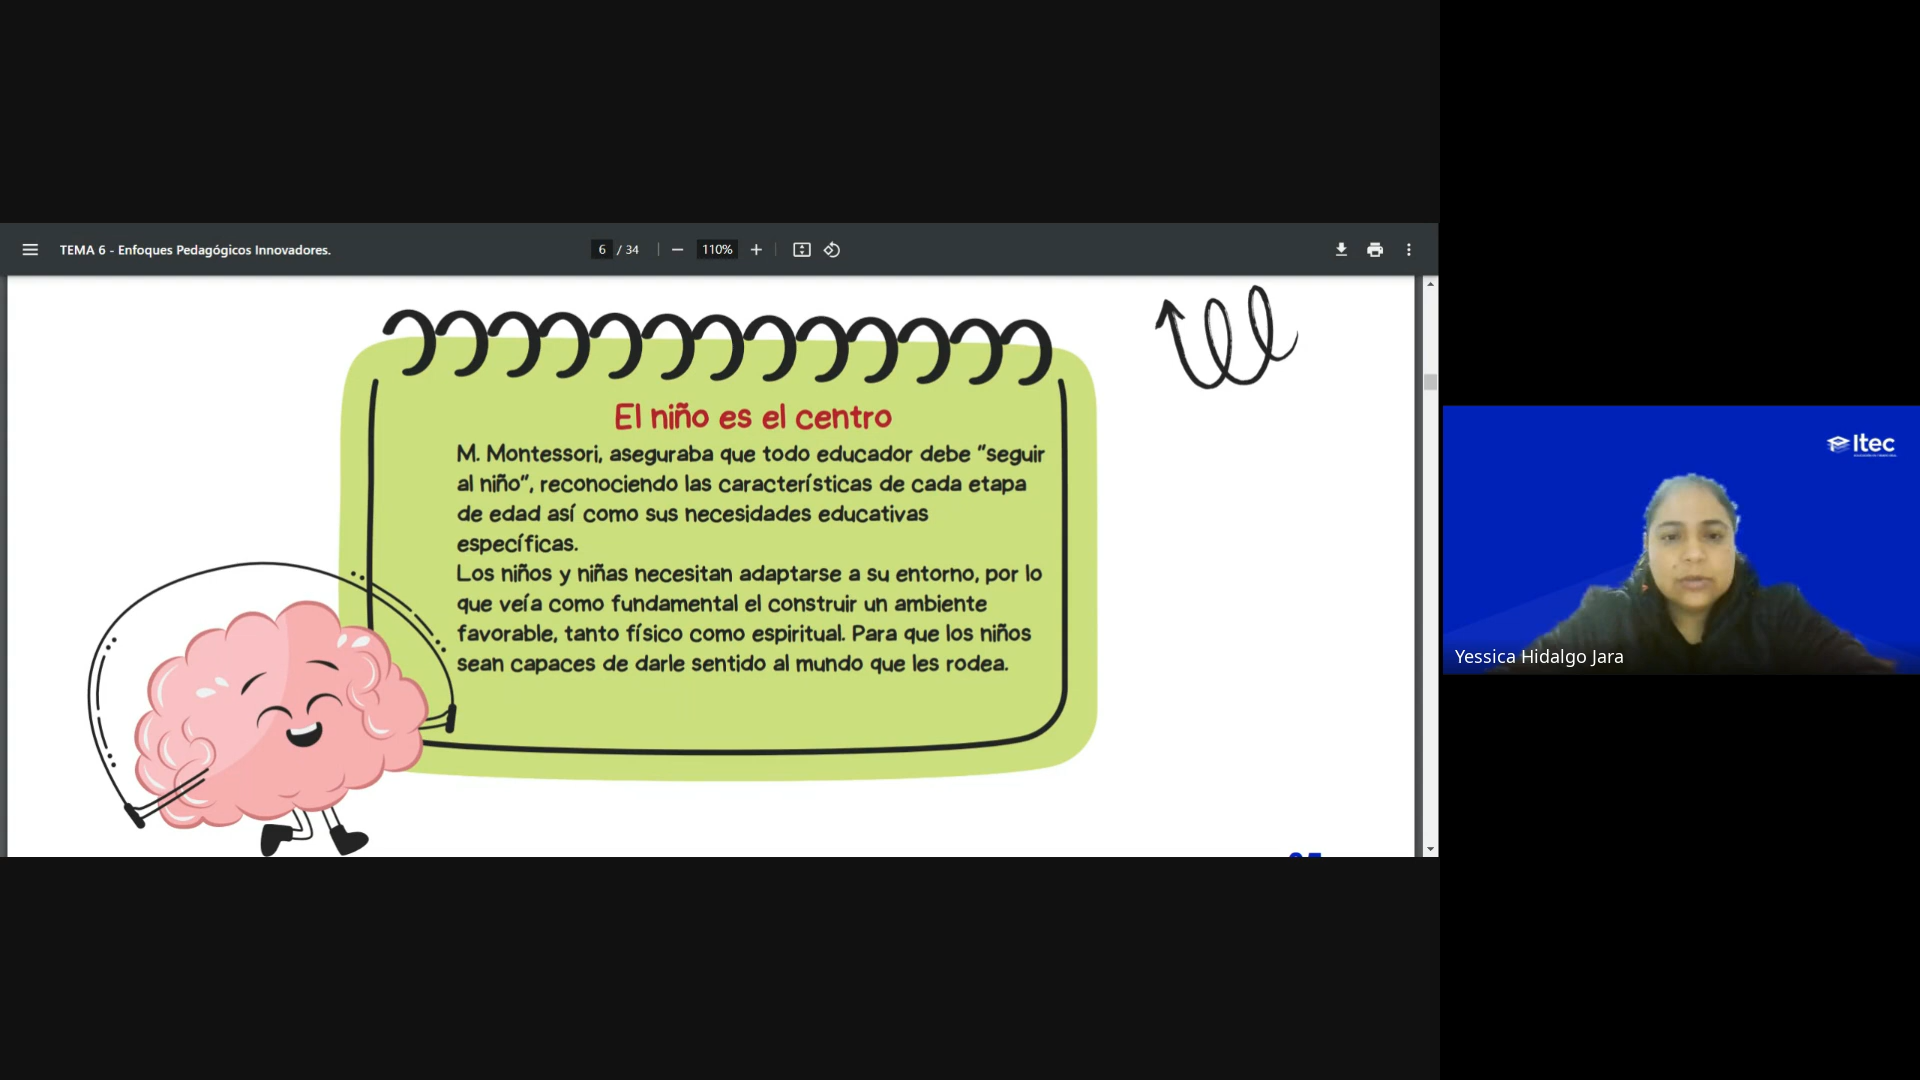 TEMA 6 - Enfoques Pedagógicos Innovadores.
6 / 34
110%
El niño es el centro
M. Montessori, aseguraba que todo educador debe "seguir
al niño", reconociendo las características de cada etapa
de edad así como sus necesidades educativas
específicas.
Los niños y niñas necesitan adaptarse a su entorno, por lo
que veía como fundamental el construir un ambiente
favorable, tanto físico como espiritual. Para que los niños
sean capaces de darle sentido al mundo que les rodea.
Itec
Yessica Hidalgo Jara